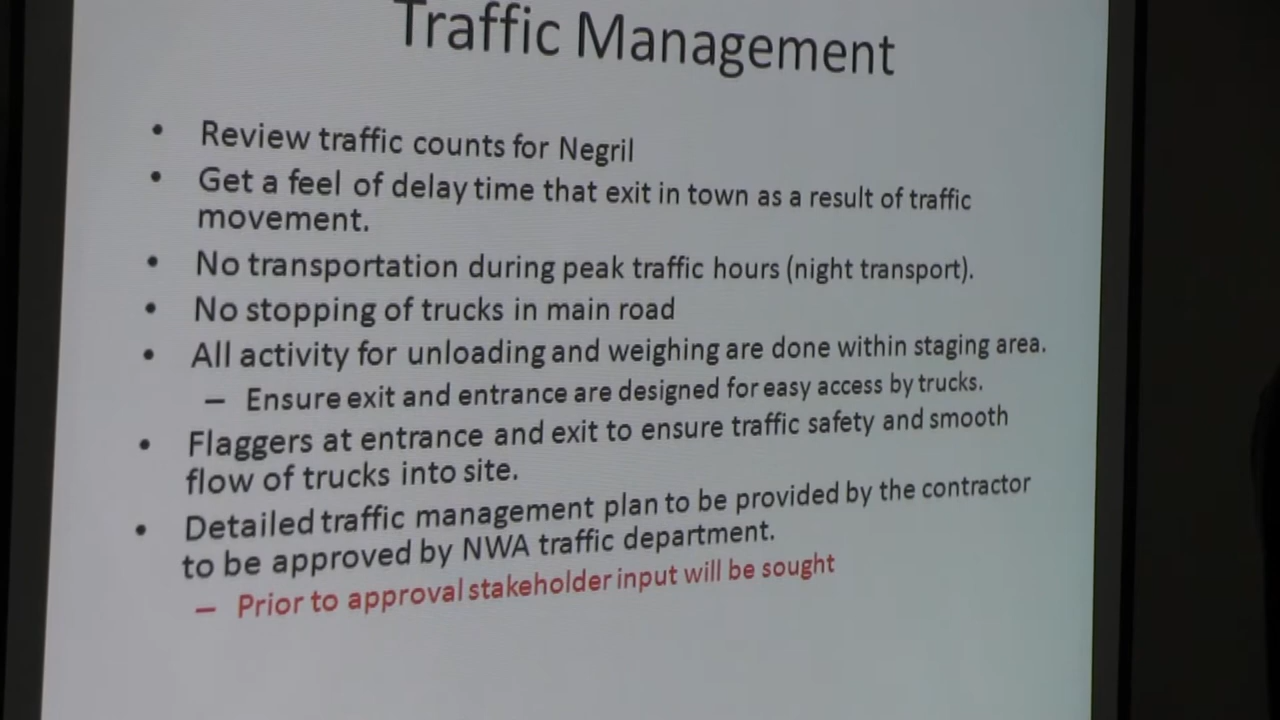 Traffic Management
• Review traffic counts for Negril
• Get a feel of delay time that exit in town as a result of traffic
movement.
• No transportation during peak traffic hours (night transport).
• No stopping of trucks in main road
• All activity for unloading and weighing are done within staging area.
– Ensure exit and entrance are designed for easy access by trucks.
• Flaggers at entrance and exit to ensure traffic safety and smooth
flow of trucks into site.
• Detailed traffic management plan to be provided by the contractor
to be approved by NWA traffic department.
– Prior to approval stakeholder input will be sought